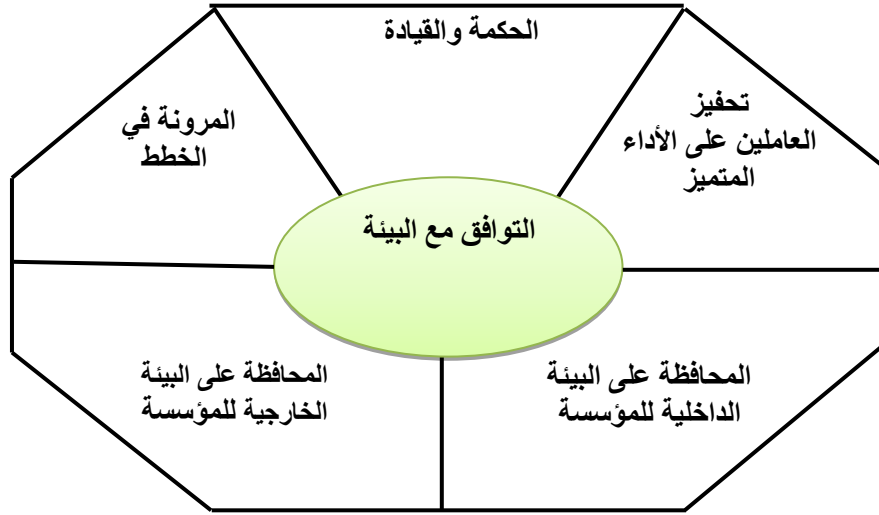 الحكمة والقيادة
تحفيز
العاملين على الأداء
المتميز
المرونة في
الخطط
التوافق مع البيئة
المحافظة على البيئة
الداخلية للمؤسسة
المحافظة على البيئة
الخارجية للمؤسسة